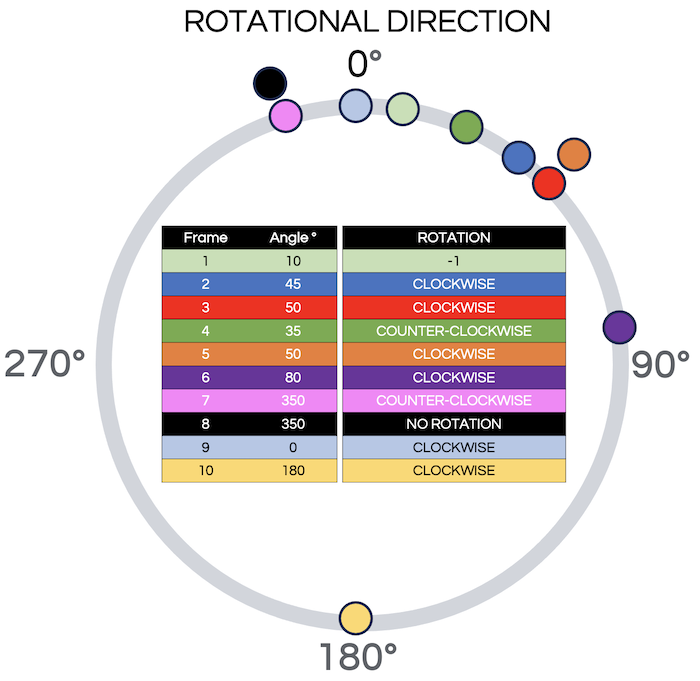 ROTATIONAL DIRECTION
0°
Frame Angle ° ROTATION
1 10 -1
2 45 CLOCKWISE
3 50 CLOCKWISE
4 35 COUNTER-CLOCKWISE
5 50 CLOCKWISE
6 80 CLOCKWISE
7 350 COUNTER-CLOCKWISE
8 350 NO ROTATION
9 0 CLOCKWISE
10 180 CLOCKWISE
270°
90°
180°